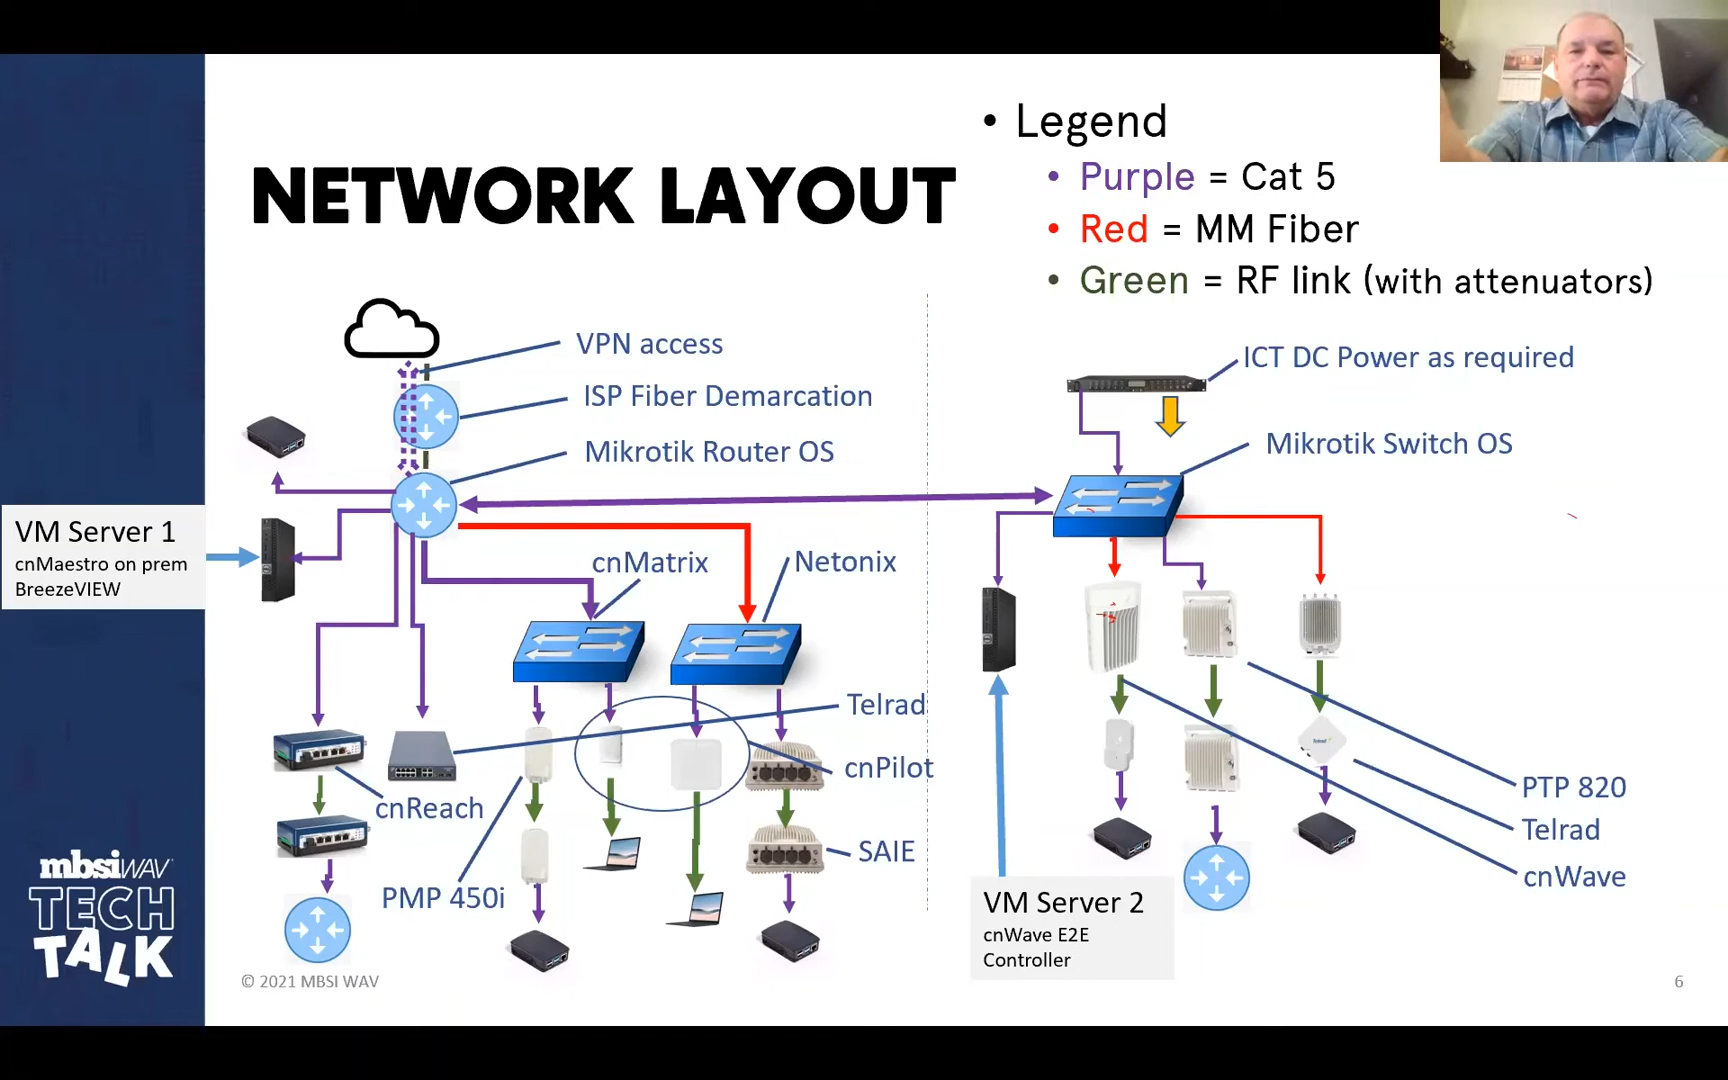 NETWORK LAYOUT
• Legend
• Purple = Cat 5
• Red = MM Fiber
• Green = RF link (with attenuators)
VPN access
ISP Fiber Demarcation
Mikrotik Router OS
ICT DC Power as required
Mikrotik Switch OS
VM Server 1
cnMaestro on prem
BreezeVIEW
cnMatrix
Netonix
Telrad
cnPilot
cnReach
SAIE
PMP 450i
PTP 820
Telrad
cnWave
VM Server 2
cnWave E2E
Controller
mbsiWAV
TECH
TALK
© 2021 MBSI WAV
6